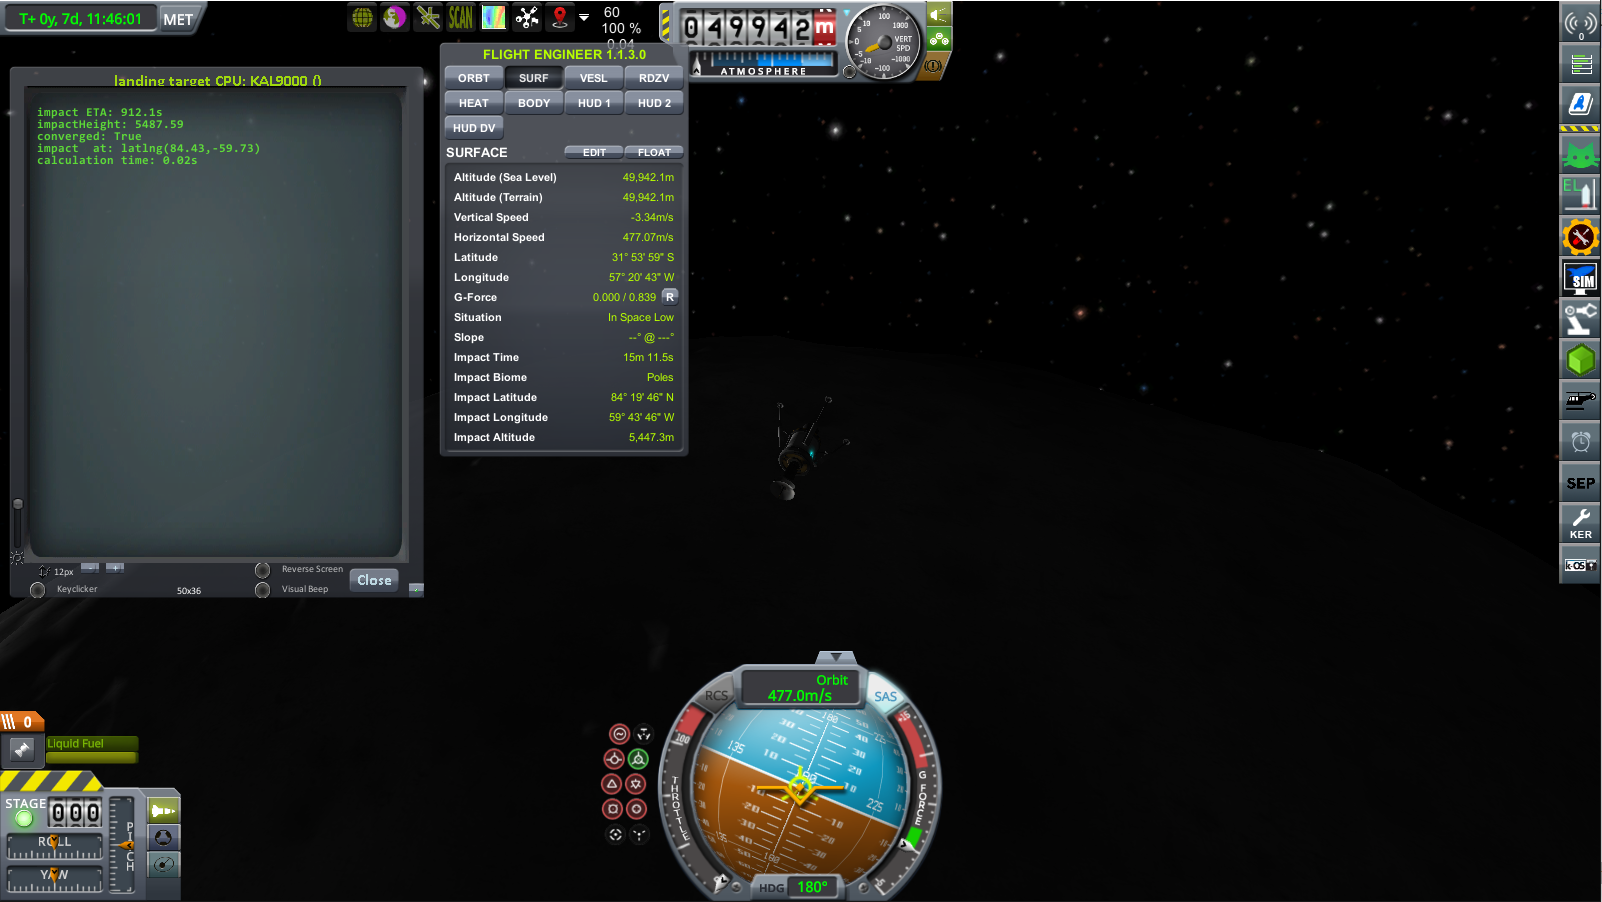 T+ 0y, 7d, 11:46:01 MET
SCAN
60
100 %
0.04
049942m
ATMOSPHERE
VERT
SPD
landing target CPU: KAL9000 ()
impact ETA: 912.1s
impactHeight: 5487.59
converged: True
impact  at: latlng(84.43,-59.73)
calculation time: 0.02s
12px - +
Reverse Screen
Keyclicker
50x36
Visual Beep
Close
FLIGHT ENGINEER 1.1.3.0
ORBT SURF VESL RDZV
HEAT BODY HUD 1 HUD 2
HUD DV
SURFACE EDIT FLOAT
Altitude (Sea Level) 49,942.1m
Altitude (Terrain) 49,942.1m
Vertical Speed -3.34m/s
Horizontal Speed 477.07m/s
Latitude 31° 53' 59" S
Longitude 57° 20' 43" W
G-Force 0.000 / 0.839 R
Situation In Space Low
Slope --° @ ---°
Impact Time 15m 11.5s
Impact Biome Poles
Impact Latitude 84° 19' 46" N
Impact Longitude 59° 43' 46" W
Impact Altitude 5,447.3m
0
EL
SIM
SEP
KER
kOS
0
Liquid Fuel
STAGE 000
ROLL
YAW
PITCH
Orbit
477.0m/s
RCS
SAS
THROTTLE
G FORCE
HDG 180°